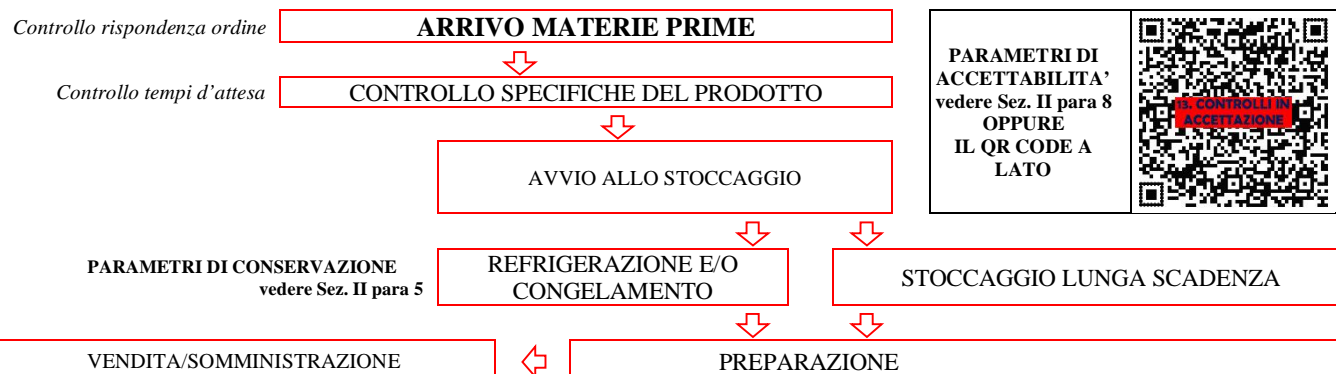 Controllo rispondenza ordine
ARRIVO MATERIE PRIME
Controllo tempi d'attesa
CONTROLLO SPECIFICHE DEL PRODOTTO
AVVIO ALLO STOCCAGGIO
PARAMETRI DI
ACCETTABILITA'
vedere Sez. II para 8
OPPURE
IL QR CODE A
LATO
13. CONTROLLI IN
ACCETTAZIONE
PARAMETRI DI CONSERVAZIONE
vedere Sez. II para 5
REFRIGERAZIONE E/O
CONGELAMENTO
STOCCAGGIO LUNGA SCADENZA
VENDITA/SOMMINISTRAZIONE
PREPARAZIONE